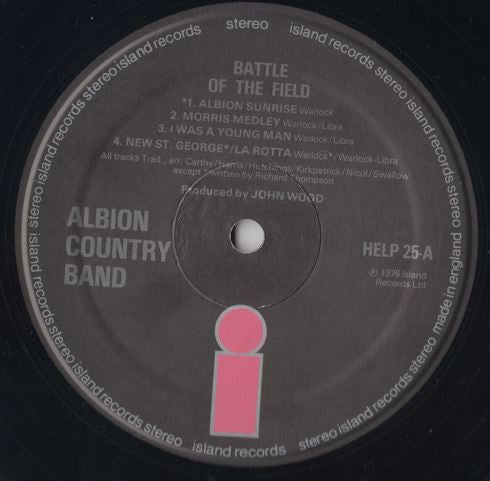 stereo island records stereo island records stereo island records stereo island records stereo island records stereo island records stereo made in england
BATTLE
OF THE FIELD
*1. ALBION SUNRISE Warlock
2. MORRIS MEDLEY Warlock/Libra
3. I WAS A YOUNG MAN Warlock/Libra
4. NEW ST. GEORGE*/LA ROTTA Warlock*/Warlock-Libra
All tracks Trad., arr. Carthy/Harris/Hutchings/Kirkpatrick/Nicol/Swallow
except * written by Richard Thompson
Produced by JOHN WOOD
ALBION
COUNTRY
BAND
HELP 25-A
℗ 1976 Island
Records Ltd